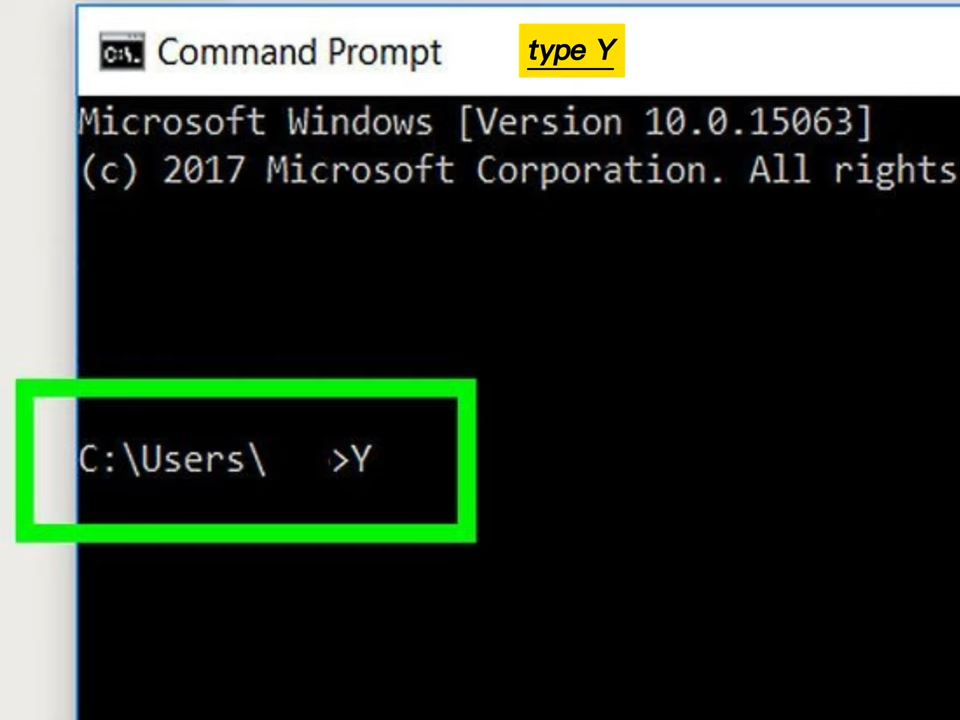 C:\. Command Prompt
type Y
Microsoft Windows [Version 10.0.15063]
(c) 2017 Microsoft Corporation. All rights
C:\Users\   >Y